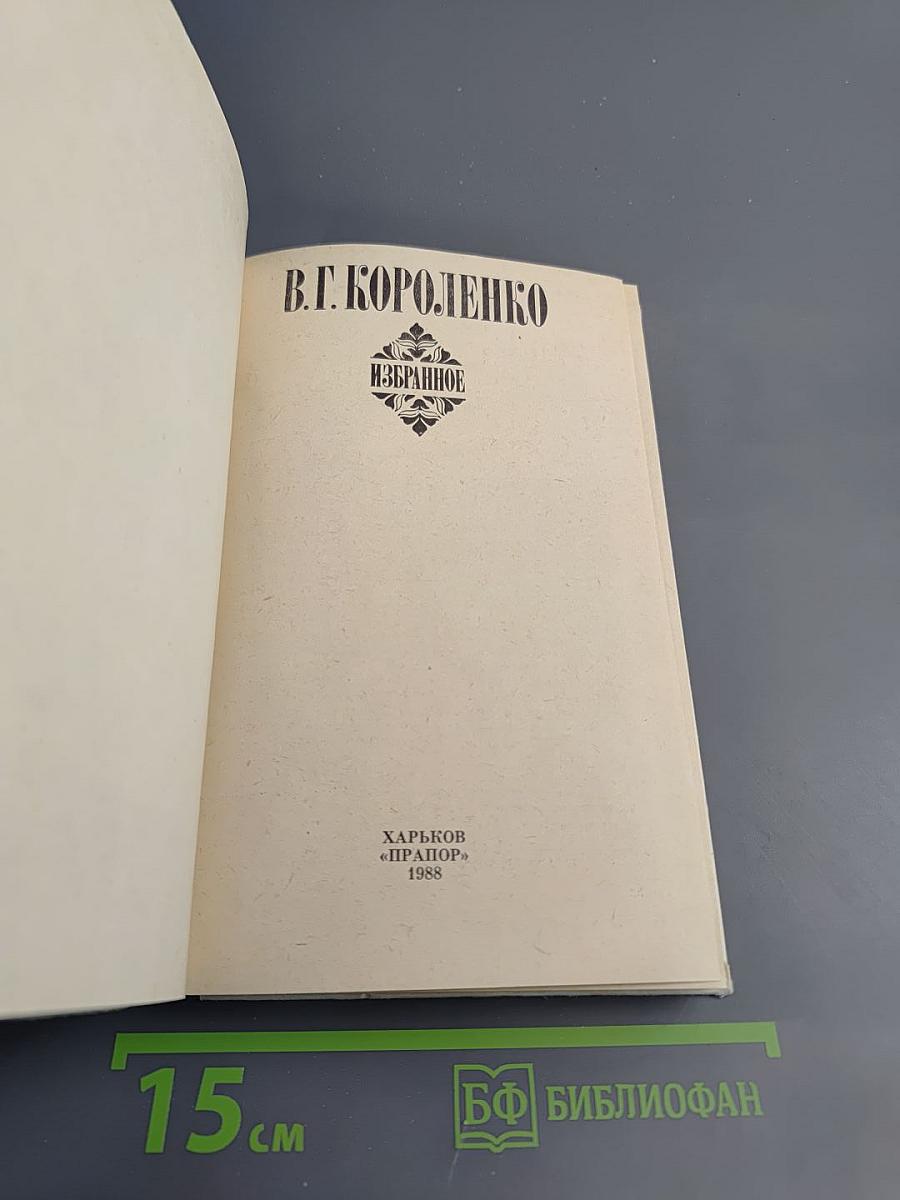 В.Г. КОРОЛЕНКО
ИЗБРАННОЕ
ХАРЬКОВ
«ПРАПОР»
1988
15 см
БФ БИБЛИОФАН